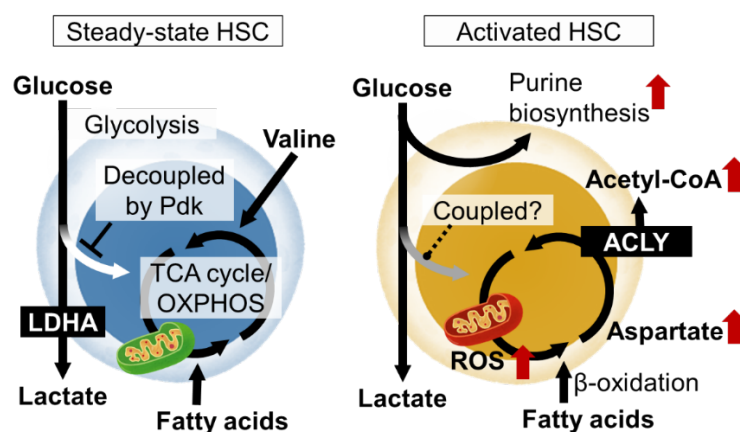 Steady-state HSC
Glucose
Glycolysis
Valine
Decoupled
by Pdk
TCA cycle/
OXPHOS
LDHA
Lactate
Fatty acids
Activated HSC
Glucose
Purine
biosynthesis
Acetyl-CoA
Coupled?
ACLY
Aspartate
ROS
β-oxidation
Lactate
Fatty acids